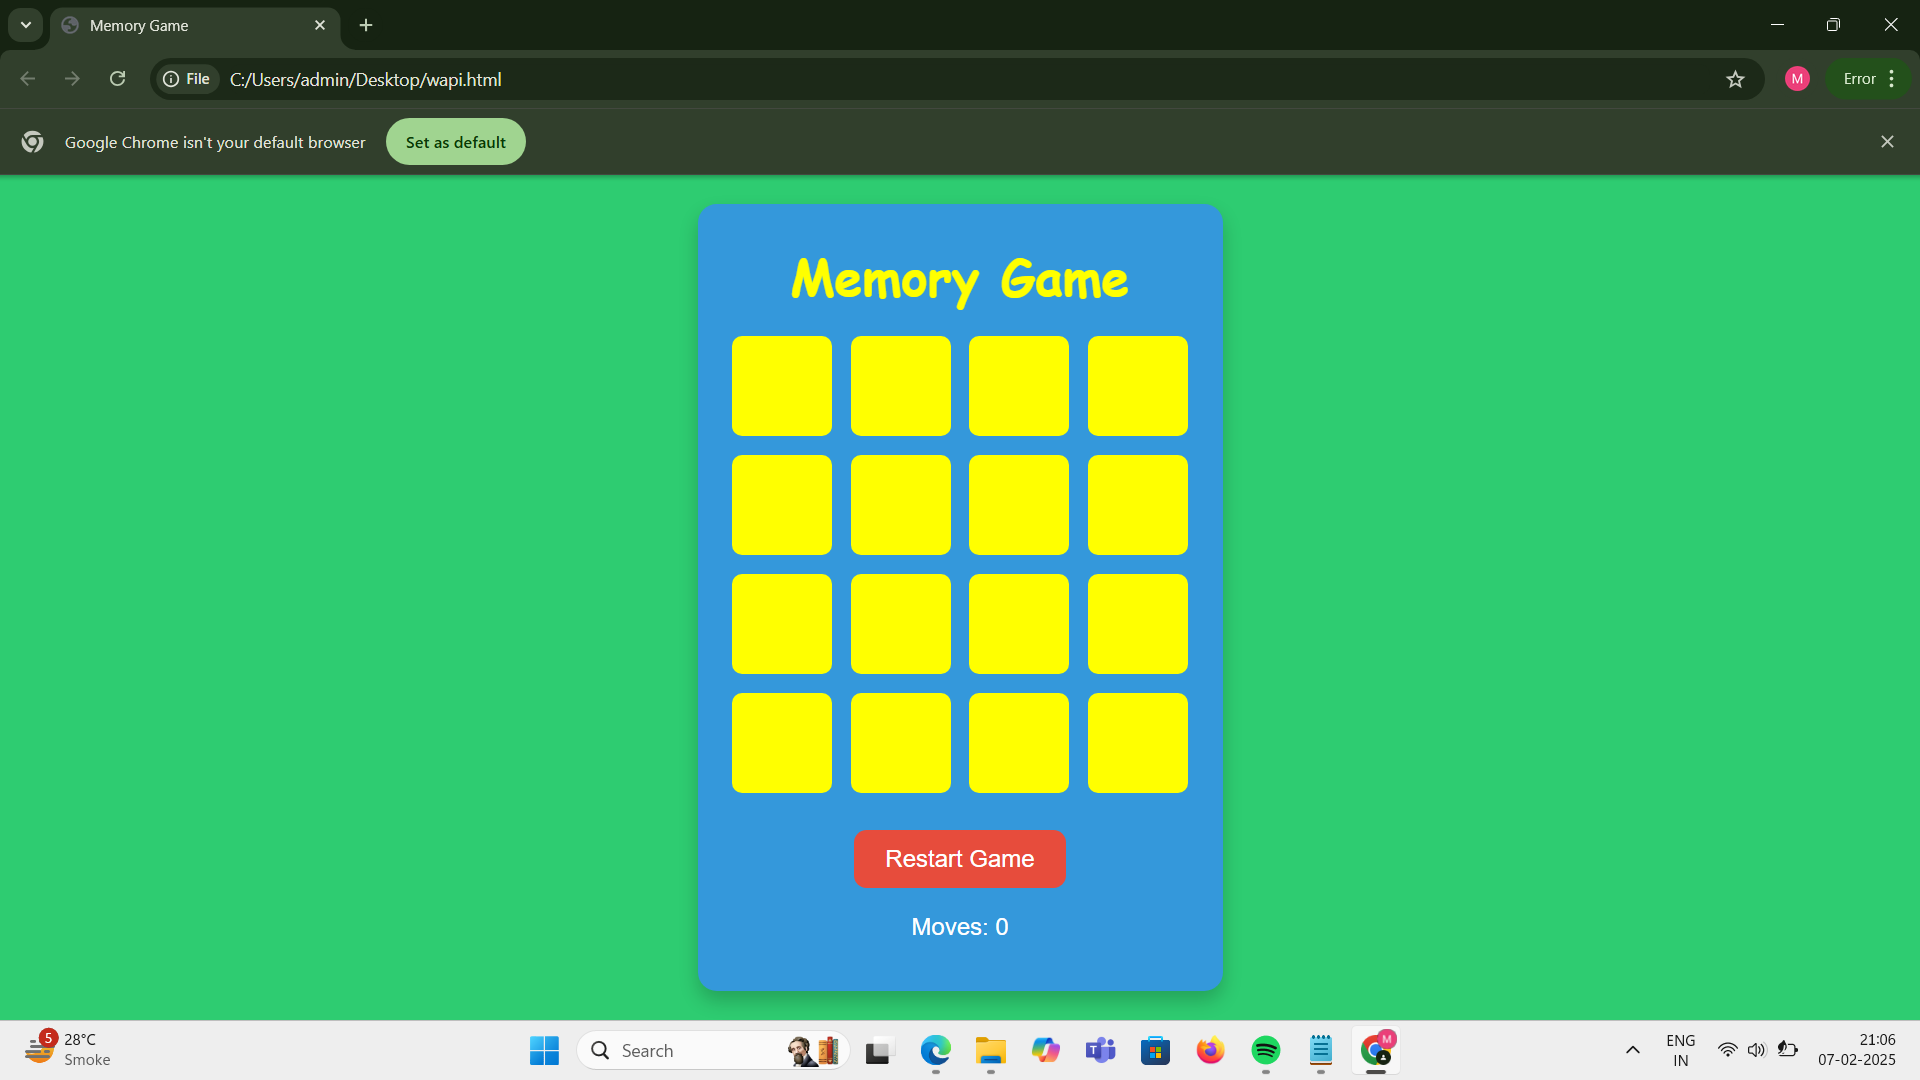 Memory Game
File C:/Users/admin/Desktop/wapi.html
M
Error
Google Chrome isn't your default browser
Set as default
Memory Game
Restart Game
Moves: 0
5
28°C
Smoke
Search
M
ENG
IN
21:06
07-02-2025